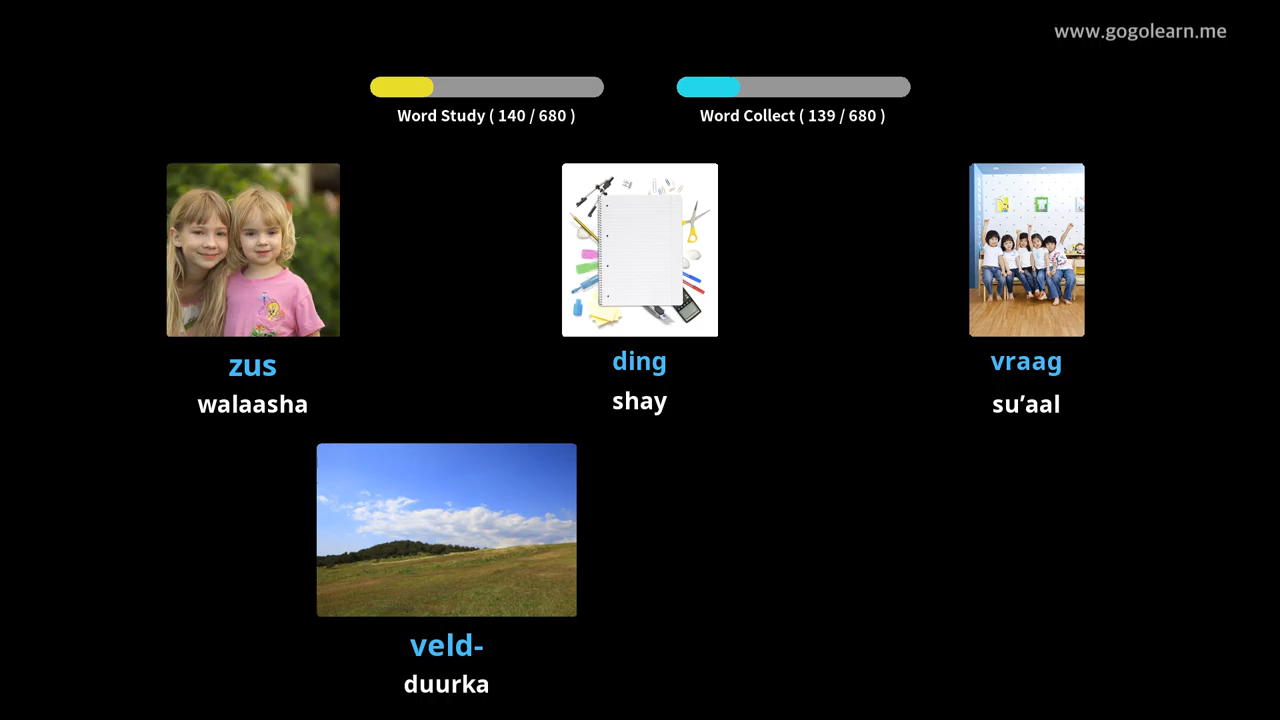 www.gogolearn.me
Word Study ( 140 / 680 )
Word Collect ( 139 / 680 )
zus
walaasha
ding
shay
vraag
su’aal
veld-
duurka